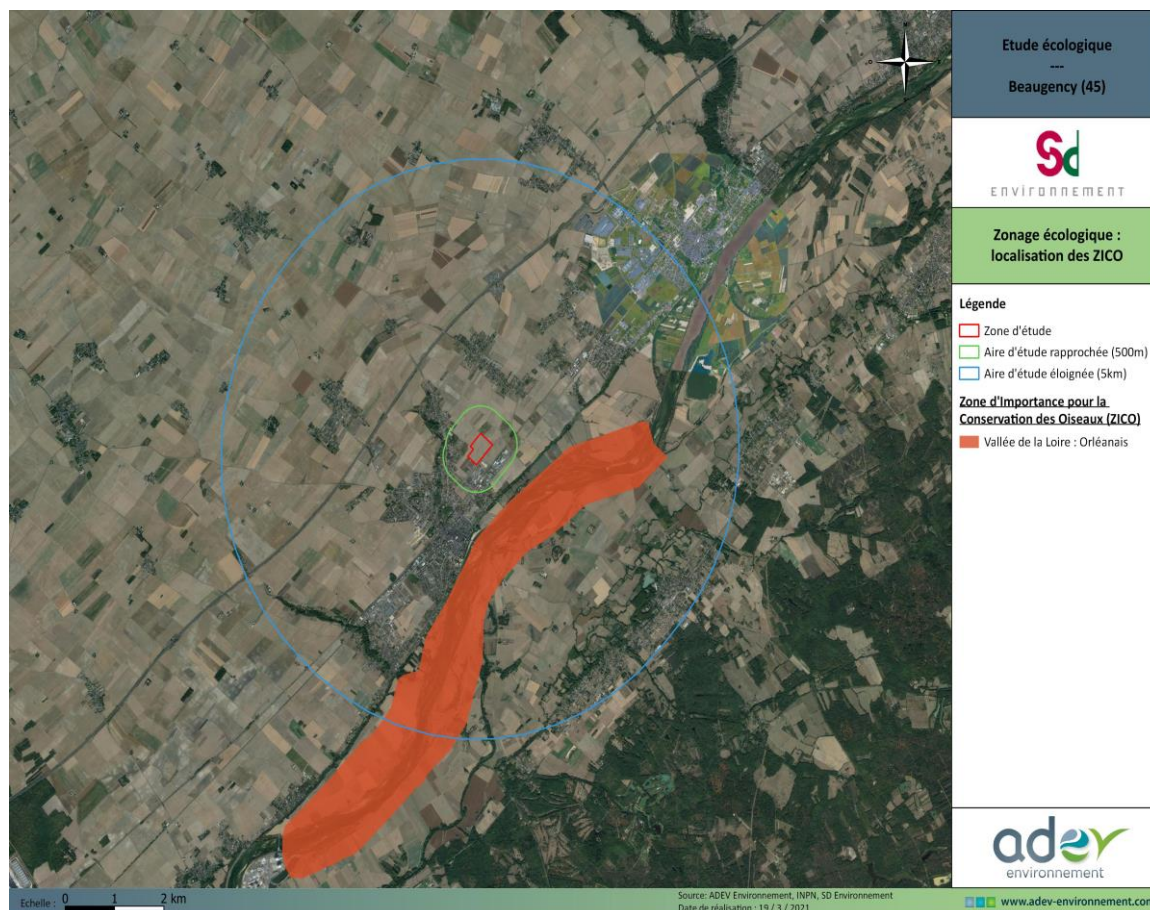 Etude écologique
---
Beaugency (45)
Sd
environnement
Zonage écologique :
localisation des ZICO
Légende
Zone d'étude
Aire d'étude rapprochée (500m)
Aire d'étude éloignée (5km)
Zone d'Importance pour la
Conservation des Oiseaux (ZICO)
Vallée de la Loire : Orléanais
adev
environnement
Echelle : 0 1 2 km
Source: ADEV Environnement, INPN, SD Environnement
Date de réalisation : 19 / 3 / 2021
www.adev-environnement.com